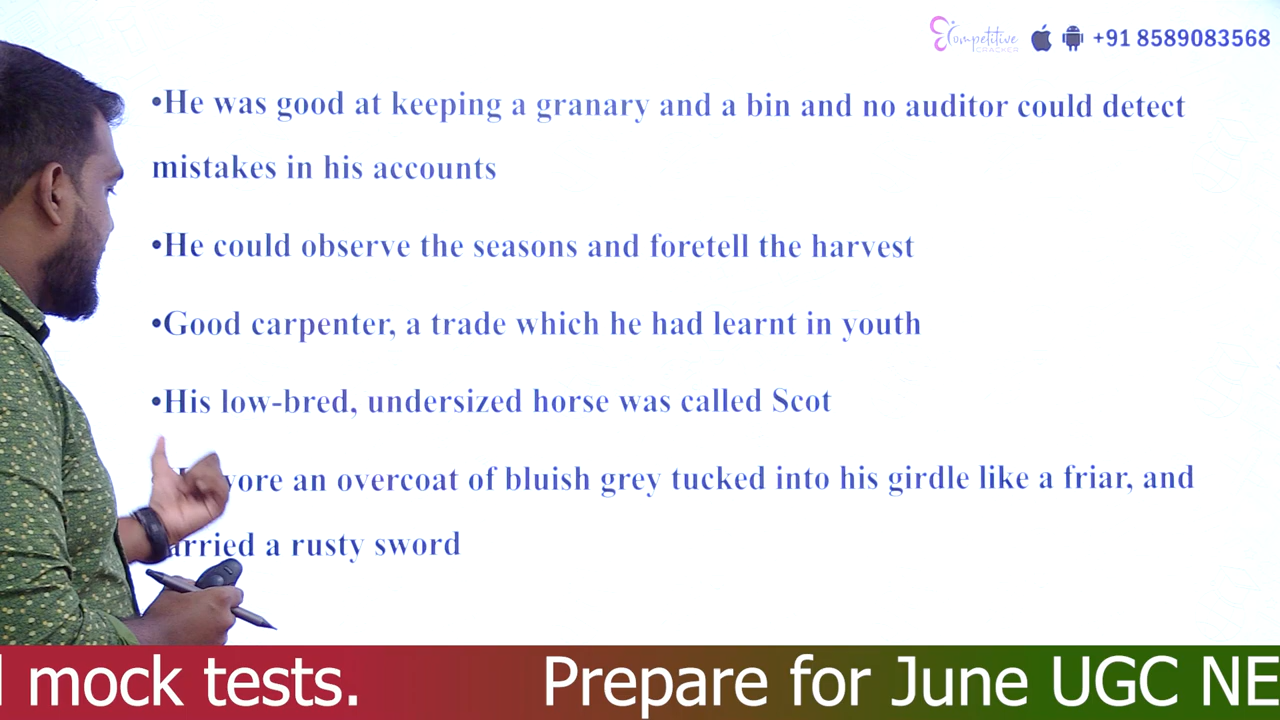 Competitive
CRACKER
+91 8589083568
•He was good at keeping a granary and a bin and no auditor could detect
mistakes in his accounts
•He could observe the seasons and foretell the harvest
•Good carpenter, a trade which he had learnt in youth
•His low-bred, undersized horse was called Scot
wore an overcoat of bluish grey tucked into his girdle like a friar, and
arried a rusty sword
mock tests. Prepare for June UGC NE